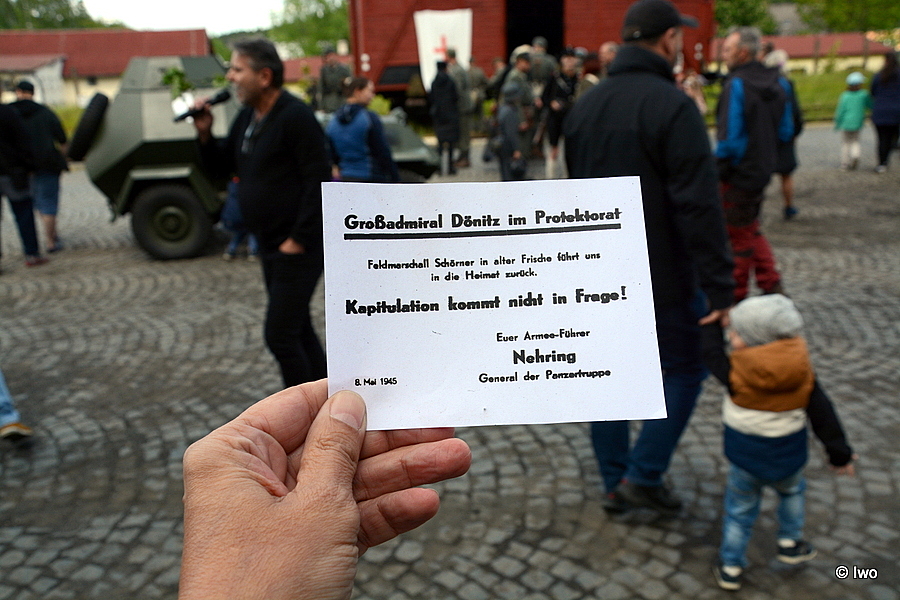 Großadmiral Dönitz im Protektorat
Feldmarschall Schörner in alter Frische führt uns
in die Heimat zurück.
Kapitulation kommt nicht in Frage!
Euer Armee-Führer
Nehring
General der Panzertruppe
8. Mai 1945
© Iwo